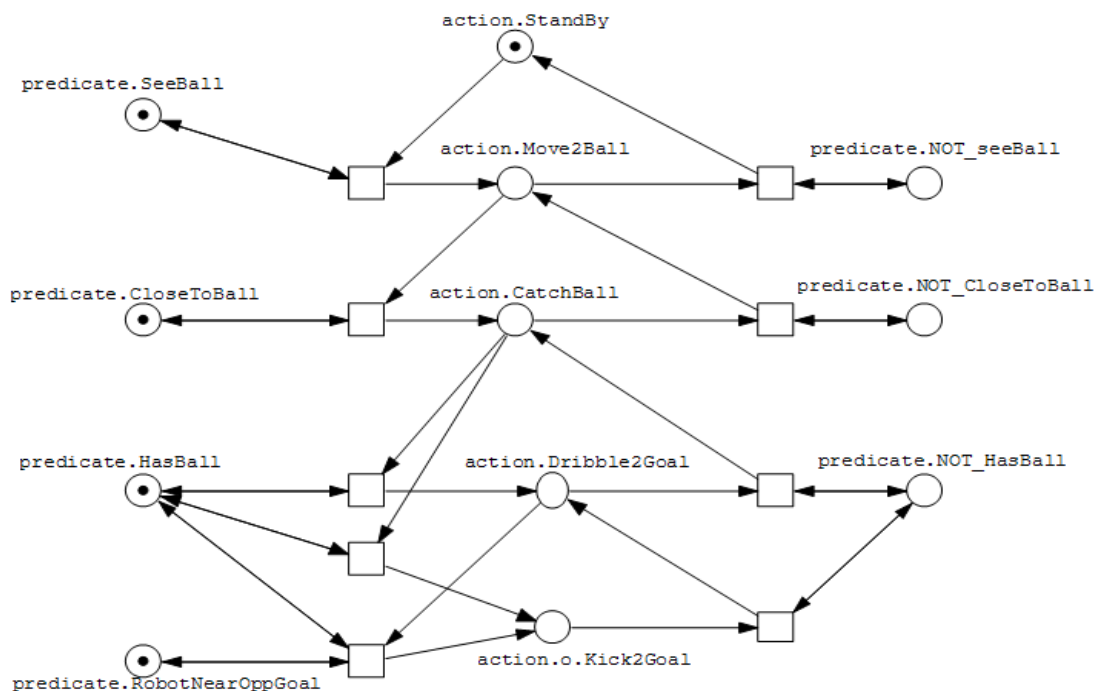 action.StandBy
predicate.SeeBall
action.Move2Ball
predicate.NOT_seeBall
predicate.CloseToBall
action.CatchBall
predicate.NOT_CloseToBall
predicate.HasBall
action.Dribble2Goal
predicate.NOT_HasBall
action.o.Kick2Goal
predicate.RobotNearOppGoal